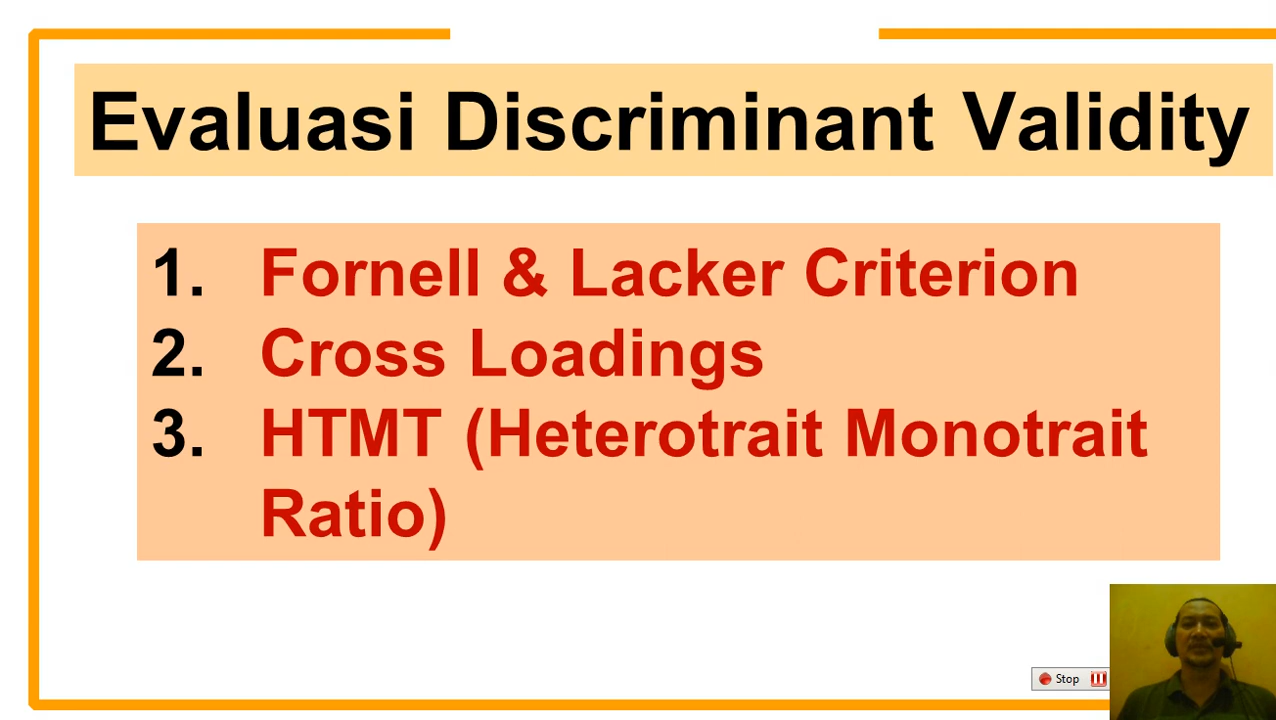 Evaluasi Discriminant Validity
1. Fornell & Lacker Criterion
2. Cross Loadings
3. HTMT (Heterotrait Monotrait
Ratio)
Stop